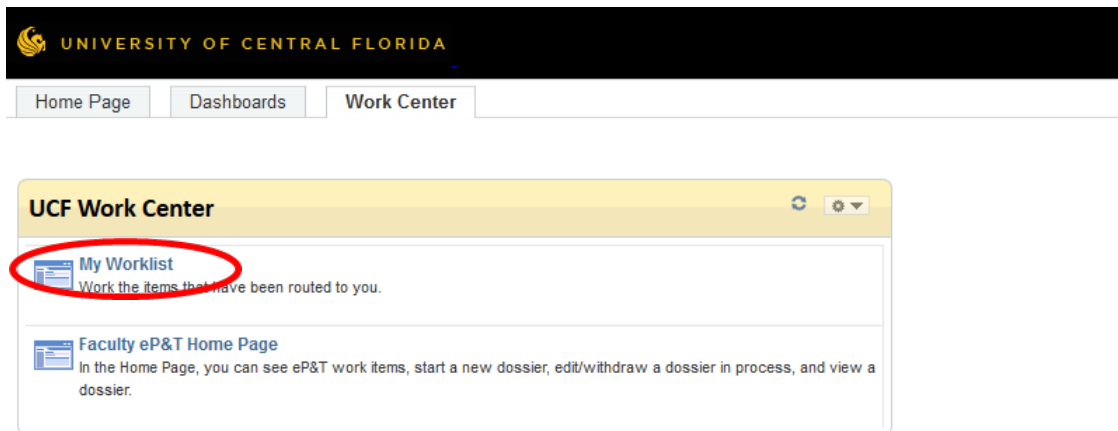 UNIVERSITY OF CENTRAL FLORIDA
Home Page Dashboards Work Center
UCF Work Center
My Worklist
Work the items that have been routed to you.
Faculty eP&T Home Page
In the Home Page, you can see eP&T work items, start a new dossier, edit/withdraw a dossier in process, and view a
dossier.